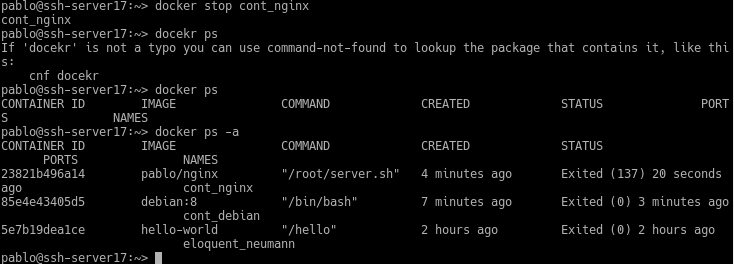 pablo@ssh-server17:~> docker stop cont_nginx
cont_nginx
pablo@ssh-server17:~> docekr ps
If 'docekr' is not a typo you can use command-not-found to lookup the package that contains it, like thi
s:
    cnf docekr
pablo@ssh-server17:~> docker ps
CONTAINER ID        IMAGE               COMMAND             CREATED             STATUS              PORT
S               NAMES
pablo@ssh-server17:~> docker ps -a
CONTAINER ID        IMAGE               COMMAND             CREATED             STATUS
      PORTS               NAMES
23821b496a14        pablo/nginx         "/root/server.sh"   4 minutes ago       Exited (137) 20 seconds
ago                       cont_nginx
85e4e43405d5        debian:8            "/bin/bash"         7 minutes ago       Exited (0) 3 minutes ago
                          cont_debian
5e7b19dea1ce        hello-world         "/hello"            2 hours ago         Exited (0) 2 hours ago
                          eloquent_neumann
pablo@ssh-server17:~>